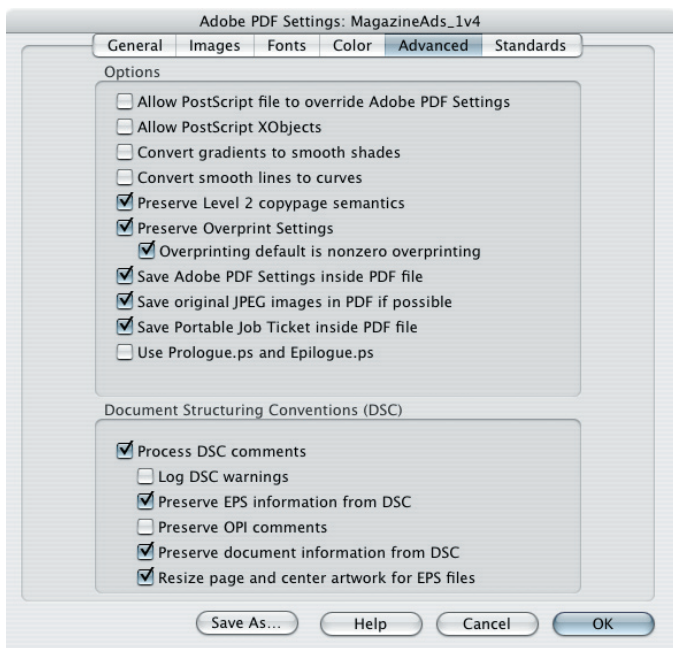 Adobe PDF Settings: MagazineAds_1v4
General Images Fonts Color Advanced Standards
Options
Allow PostScript file to override Adobe PDF Settings
Allow PostScript XObjects
Convert gradients to smooth shades
Convert smooth lines to curves
Preserve Level 2 copypage semantics
Preserve Overprint Settings
Overprinting default is nonzero overprinting
Save Adobe PDF Settings inside PDF file
Save original JPEG images in PDF if possible
Save Portable Job Ticket inside PDF file
Use Prologue.ps and Epilogue.ps
Document Structuring Conventions (DSC)
Process DSC comments
Log DSC warnings
Preserve EPS information from DSC
Preserve OPI comments
Preserve document information from DSC
Resize page and center artwork for EPS files
Save As... Help Cancel OK